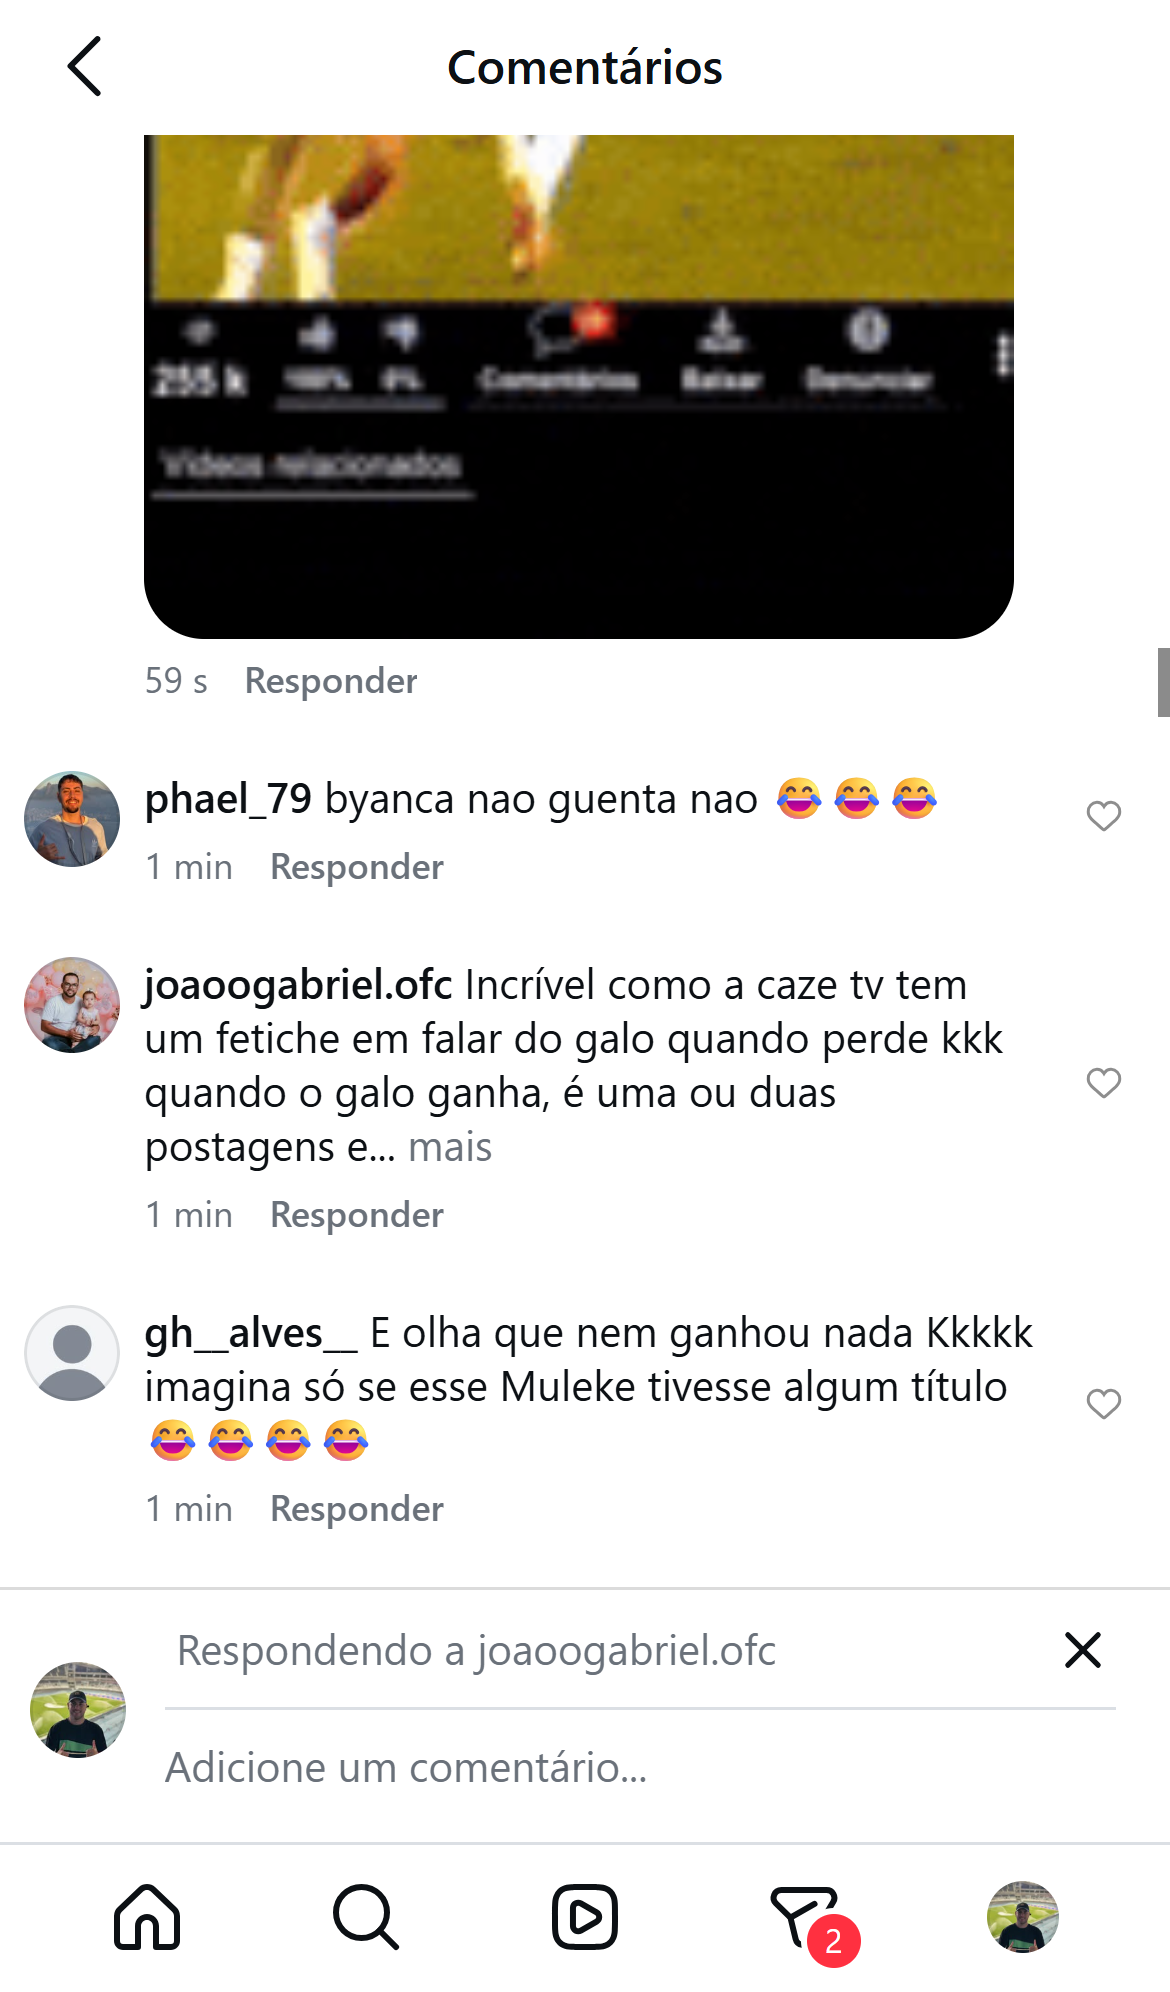 Comentários
255 k
100% 0% Comentários Baixar Denunciar
Vídeos relacionados
59 s Responder
phael_79 byanca nao guenta nao 😂😂😂
1 min Responder
joaoogabriel.ofc Incrível como a caze tv tem
um fetiche em falar do galo quando perde kkk
quando o galo ganha, é uma ou duas
postagens e... mais
1 min Responder
gh__alves__ E olha que nem ganhou nada Kkkkk
imagina só se esse Muleke tivesse algum título
😂😂😂😂
1 min Responder
Respondendo a joaoogabriel.ofc
Adicione um comentário...
2